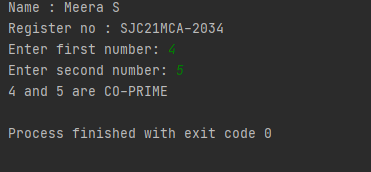 Name : Meera S
Register no : SJC21MCA-2034
Enter first number: 4
Enter second number: 5
4 and 5 are CO-PRIME
Process finished with exit code 0